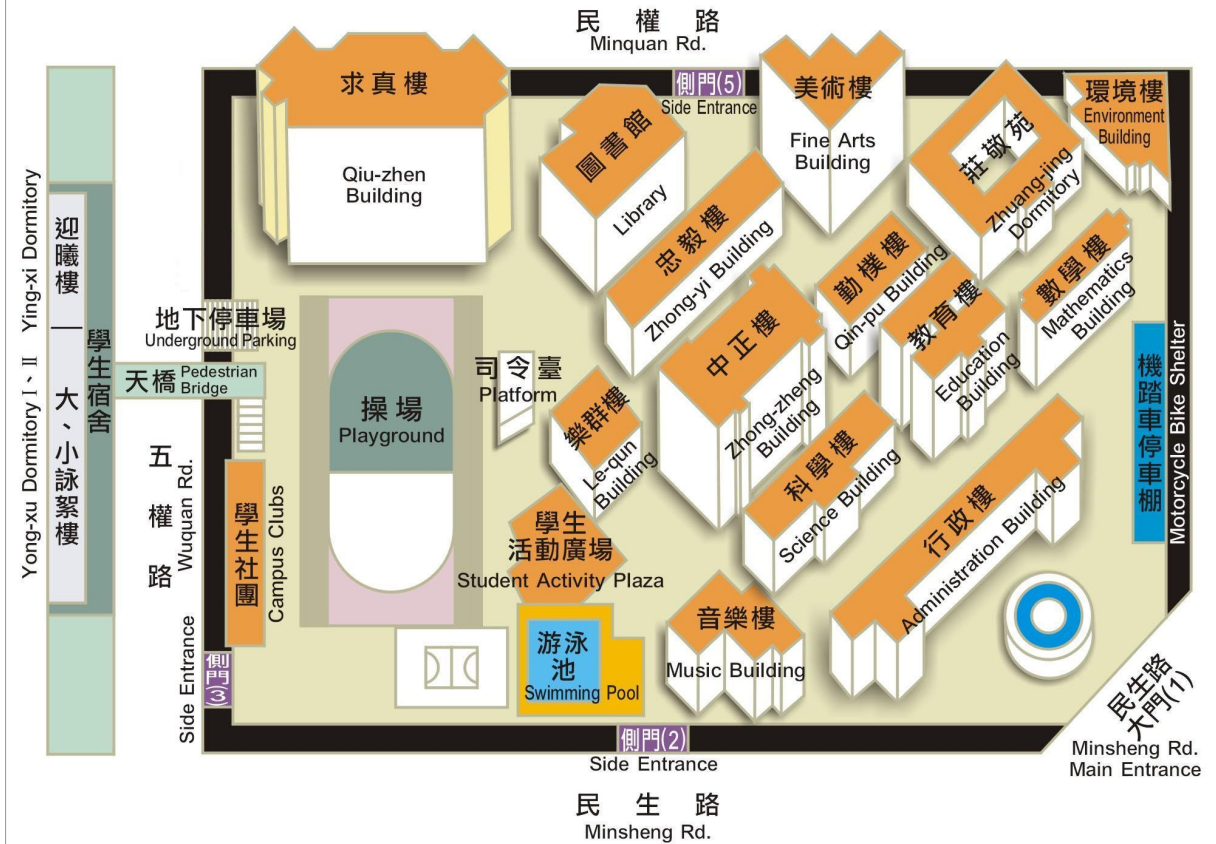 民權路
Minquan Rd.
求真樓
Qiu-zhen
Building
圖書館
Library
側門(5)
Side Entrance
美術樓
Fine Arts
Building
莊敬苑
Zhuang-jing
Dormitory
環境樓
Environment
Building
忠毅樓
Zhong-yi Building
勤樸樓
Qin-pu Building
教育樓
Education
Building
數學樓
Mathematics
Building
中正樓
Zhong-zheng
Building
迎曦樓
大、小詠絮樓
學生宿舍
Ying-xi Dormitory
Yong-xu Dormitory I、II
地下停車場
Underground Parking
天橋
Pedestrian
Bridge
操場
Playground
司令臺
Platform
樂群樓
Le-qun
Building
科學樓
Science Building
行政樓
Administration Building
機踏車停車棚
Motorcycle Bike Shelter
五權路
Wuquan Rd.
學生社團
Campus Clubs
學生
活動廣場
Student Activity Plaza
游泳
池
Swimming Pool
音樂樓
Music Building
側門(3)
Side Entrance
側門(2)
Side Entrance
民生路
大門(1)
Minsheng Rd.
Main Entrance
民生路
Minsheng Rd.